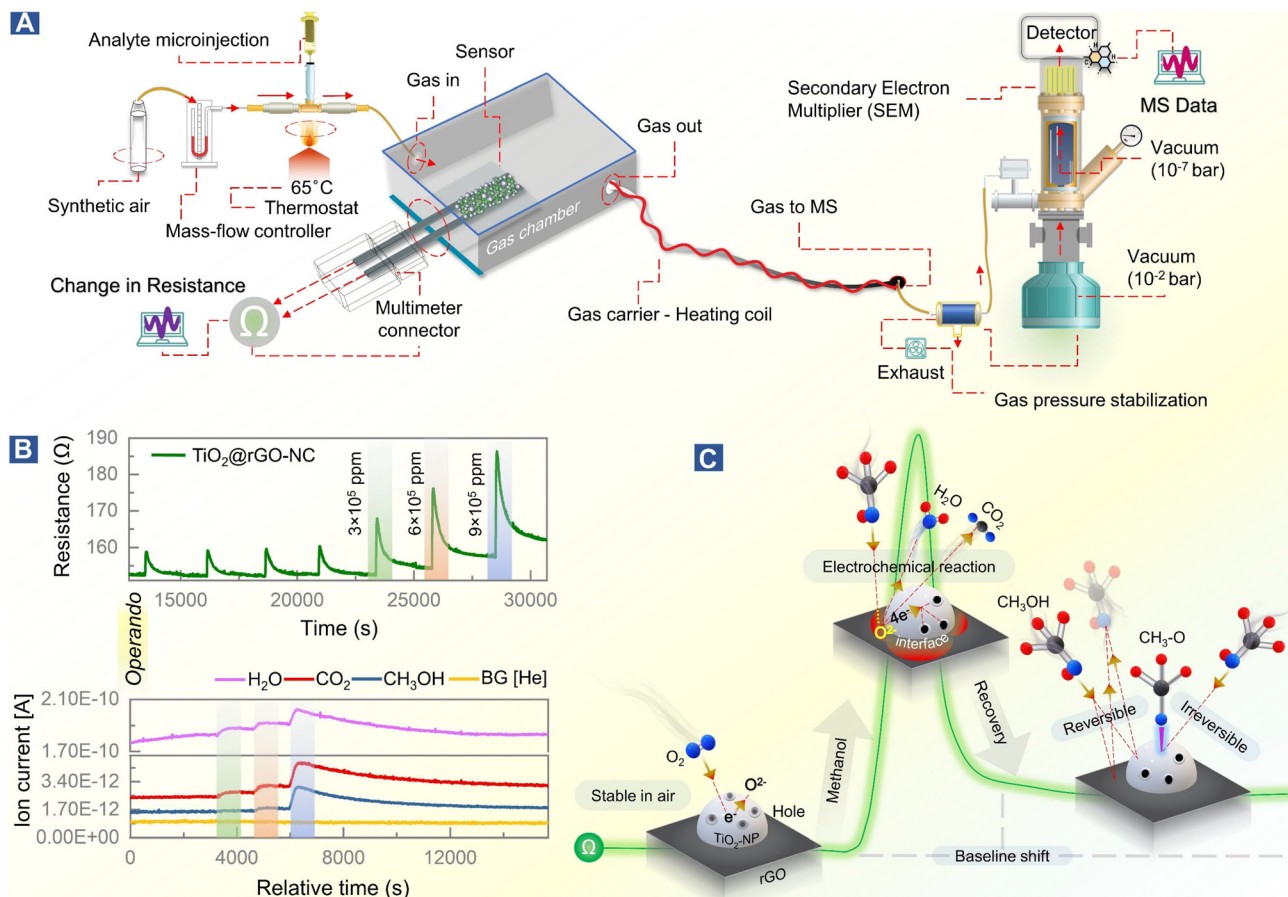 A
Analyte microinjection
Sensor
Gas in
Gas out
65°C
Thermostat
Synthetic air
Mass-flow controller
Gas chamber
Change in Resistance
Ω
Multimeter
connector
Gas carrier - Heating coil
Gas to MS
Exhaust
Gas pressure stabilization
Detector
H
C
H
Secondary Electron
Multiplier (SEM)
MS Data
Vacuum
(10⁻⁷ bar)
Vacuum
(10⁻² bar)
B
Resistance (Ω)
190
180
170
160
TiO₂@rGO-NC
3×10⁵ ppm
6×10⁵ ppm
9×10⁵ ppm
15000
20000
25000
30000
Time (s)
Operando
H₂O
CO₂
CH₃OH
BG [He]
Ion current [A]
2.10E-10
1.70E-10
3.40E-12
1.70E-12
0.00E+00
0
4000
8000
12000
Relative time (s)
C
H₂O
CO₂
Electrochemical reaction
4e⁻
O²⁻
interface
Methanol
Recovery
CH₃OH
CH₃-O
Reversible
Irreversible
O₂
O²⁻
Stable in air
e⁻
Hole
TiO₂-NP
rGO
Ω
Baseline shift